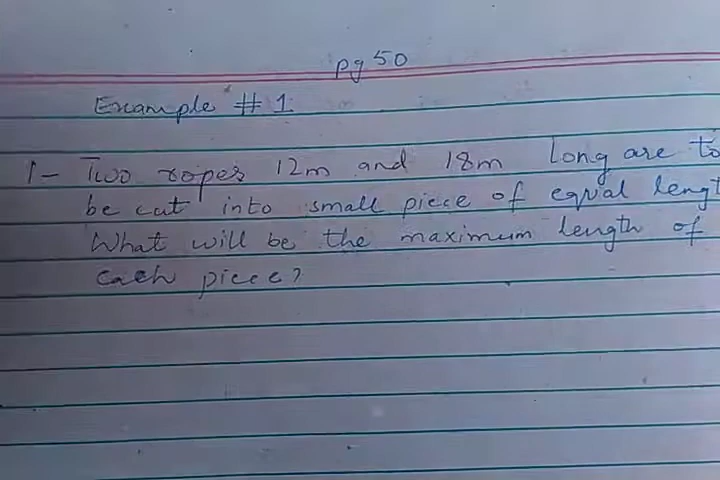 pg 50
Example # 1
1- Two ropes 12m and 18m long are to
be cut into small piece of equal lengt
What will be the maximum length of
each piece?